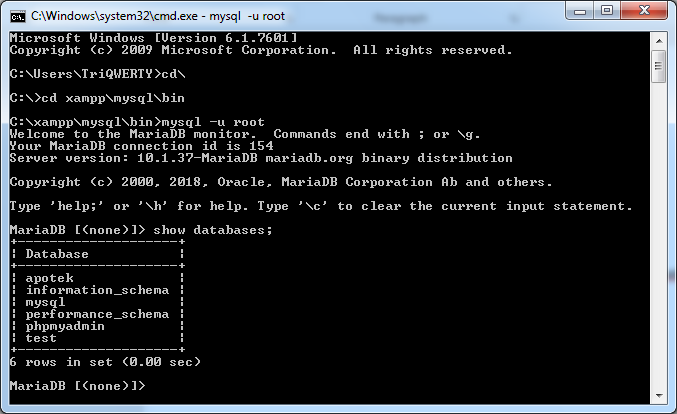 C:\Windows\system32\cmd.exe - mysql  -u root
Microsoft Windows [Version 6.1.7601]
Copyright (c) 2009 Microsoft Corporation.  All rights reserved.
C:\Users\TriQWERTY>cd\
C:\>cd xampp\mysql\bin
C:\xampp\mysql\bin>mysql -u root
Welcome to the MariaDB monitor.  Commands end with ; or \g.
Your MariaDB connection id is 154
Server version: 10.1.37-MariaDB mariadb.org binary distribution
Copyright (c) 2000, 2018, Oracle, MariaDB Corporation Ab and others.
Type 'help;' or '\h' for help. Type '\c' to clear the current input statement.
MariaDB [(none)]> show databases;
+--------------------+
| Database           |
+--------------------+
| apotek             |
| information_schema |
| mysql              |
| performance_schema |
| phpmyadmin         |
| test               |
+--------------------+
6 rows in set (0.00 sec)
MariaDB [(none)]>